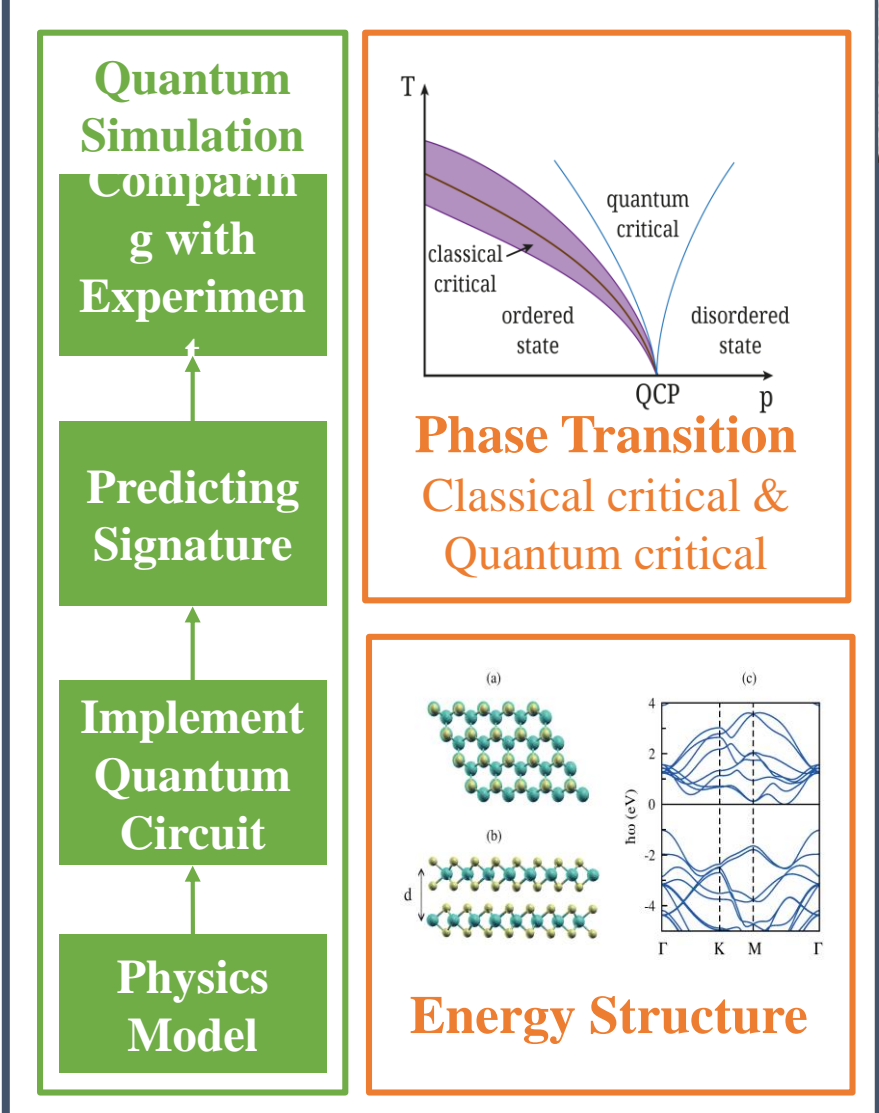 Quantum
Simulation
Comparin
g with
Experimen
t
Predicting
Signature
Implement
Quantum
Circuit
Physics
Model
T
quantum
critical
classical
critical
ordered
state
disordered
state
QCP
p
Phase Transition
Classical critical &
Quantum critical
(a)
(b)
d
(c)
ħω (eV)
4
2
0
-2
-4
Γ K M Γ
Energy Structure